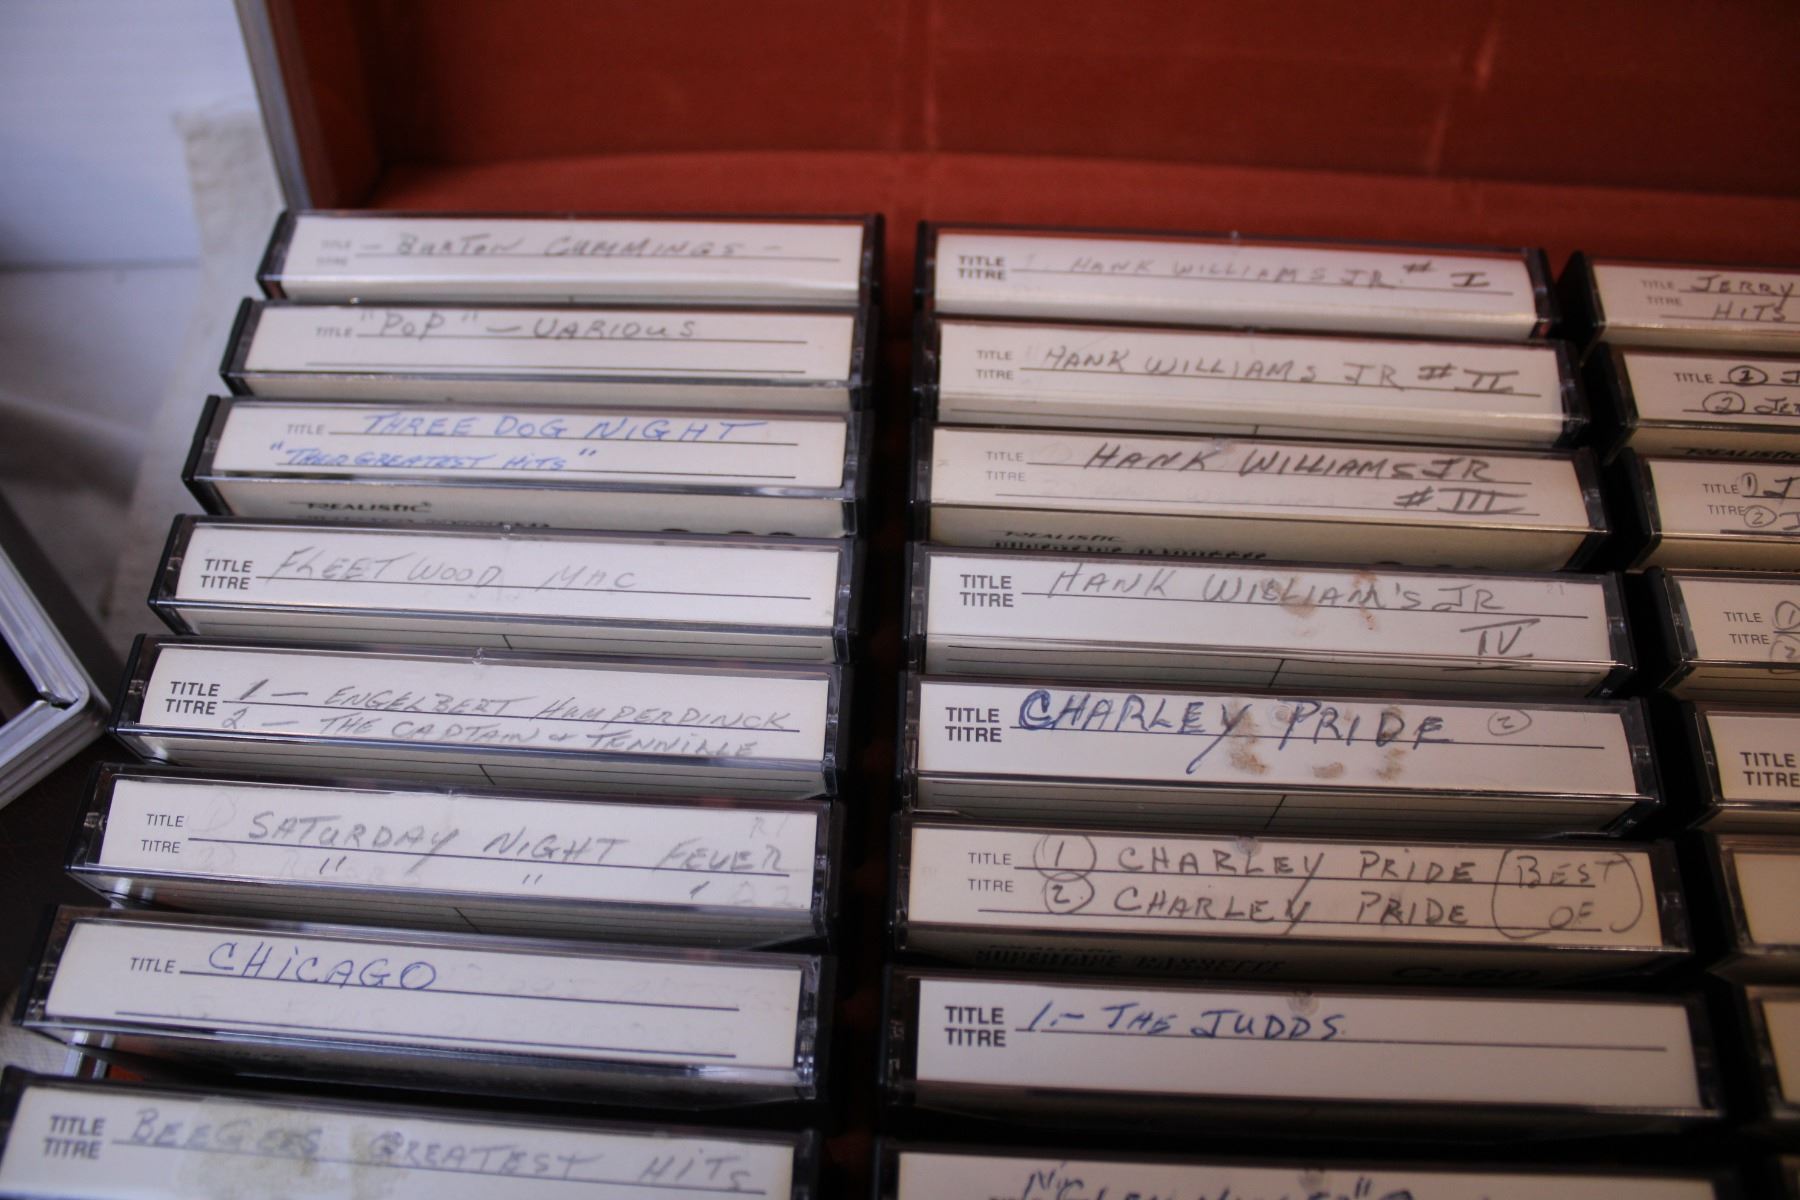 TITLE — BURTON CUMMINGS —
TITRE
TITLE "POP" — VARIOUS
TITLE THREE DOG NIGHT
"THEIR GREATEST HITS"
REALISTIC
TITLE FLEETWOOD MAC
TITRE
TITLE 1 — ENGELBERT HUMPERDINCK
TITRE 2 — THE CAPTAIN & TENNILLE
TITLE SATURDAY NIGHT FEVER
TITRE " " "
TITLE CHICAGO
TITLE BEEGEES GREATEST HITS
TITRE
TITLE HANK WILLIAMS JR. # I
TITRE
TITLE HANK WILLIAMS JR # II
TITRE
TITLE HANK WILLIAMS JR
TITRE # III
REALISTIC
TITLE HANK WILLIAM'S JR
TITRE IV
TITLE CHARLEY PRIDE (2)
TITRE
TITLE (1) CHARLEY PRIDE (BEST
TITRE (2) CHARLEY PRIDE OF)
SUPERTAPE CASSETTE C-60
TITLE 1.— THE JUDDS.
TITRE
TITLE JERRY
TITRE HITS
TITLE (1) J
(2) JER
REALISTIC
TITLE (1) J
TITRE (2) J
TITLE (1)
TITRE (2)
TITLE
TITRE